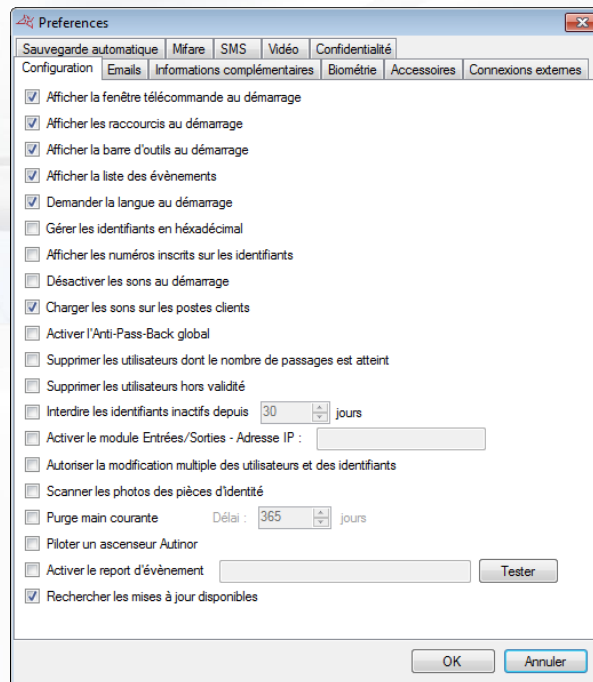 Preferences
Sauvegarde automatique Mifare SMS Vidéo Confidentialité
Configuration Emails Informations complémentaires Biométrie Accessoires Connexions externes
Afficher la fenêtre télécommande au démarrage
Afficher les raccourcis au démarrage
Afficher la barre d'outils au démarrage
Afficher la liste des évènements
Demander la langue au démarrage
Gérer les identifiants en héxadécimal
Afficher les numéros inscrits sur les identifiants
Désactiver les sons au démarrage
Charger les sons sur les postes clients
Activer l'Anti-Pass-Back global
Supprimer les utilisateurs dont le nombre de passages est atteint
Supprimer les utilisateurs hors validité
Interdire les identifiants inactifs depuis 30 jours
Activer le module Entrées/Sorties - Adresse IP :
Autoriser la modification multiple des utilisateurs et des identifiants
Scanner les photos des pièces d'identité
Purge main courante Délai : 365 jours
Piloter un ascenseur Autinor
Activer le report d'évènement Tester
Rechercher les mises à jour disponibles
OK Annuler